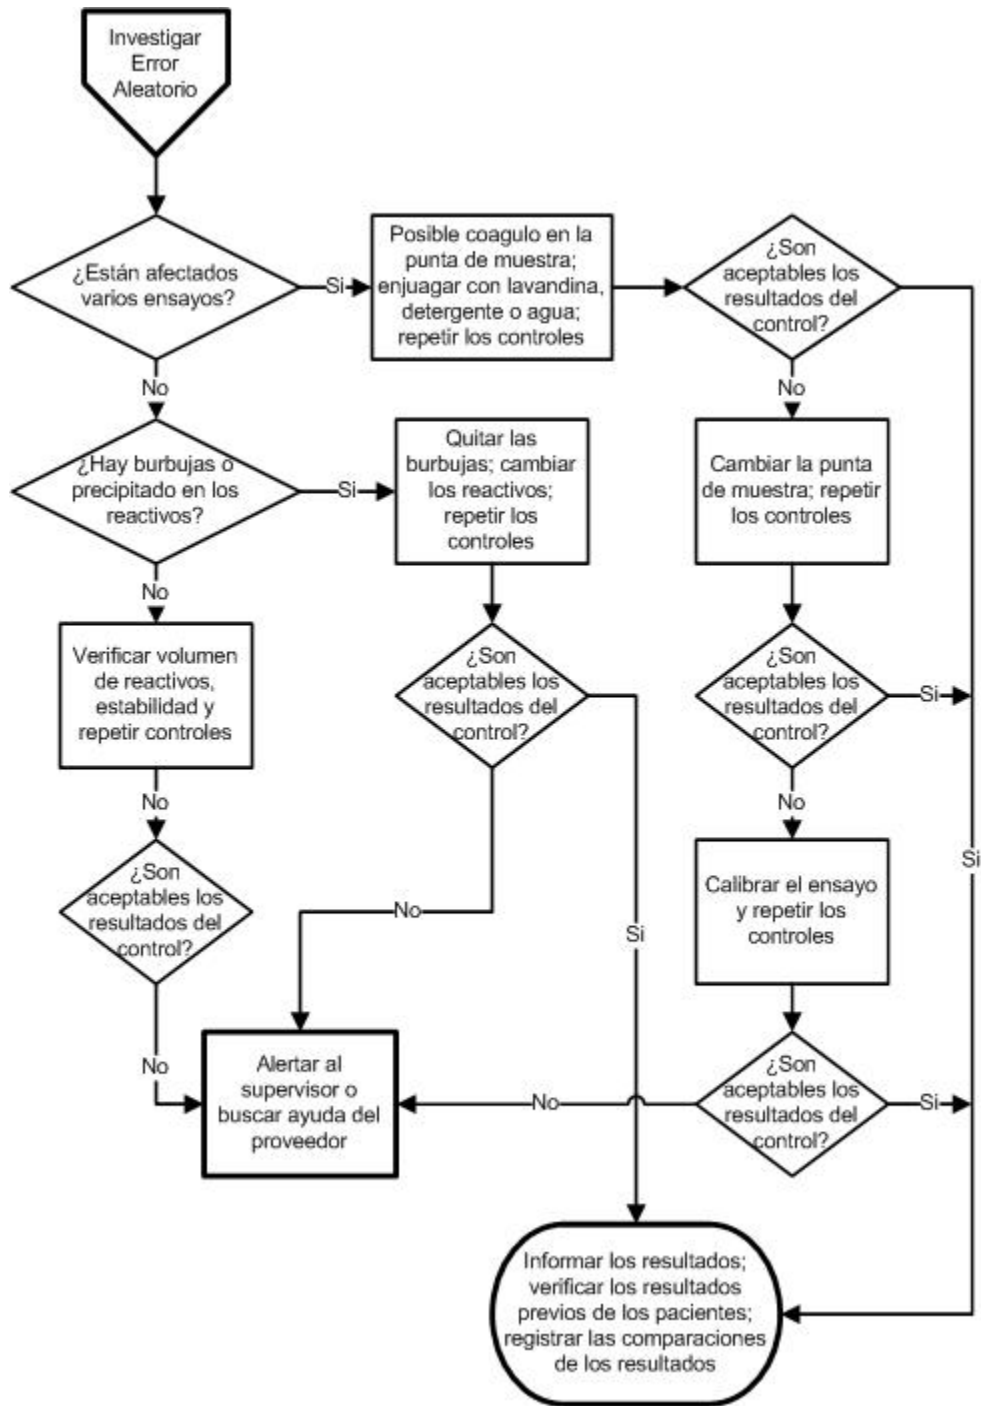 Investigar
Error
Aleatorio
¿Están afectados
varios ensayos?
Si
Posible coagulo en la
punta de muestra;
enjuagar con lavandina,
detergente o agua;
repetir los controles
¿Son
aceptables los
resultados del
control?
No
No
¿Hay burbujas o
precipitado en los
reactivos?
Si
Quitar las
burbujas; cambiar
los reactivos;
repetir los
controles
Cambiar la punta
de muestra; repetir
los controles
No
Verificar volumen
de reactivos,
estabilidad y
repetir controles
¿Son
aceptables los
resultados del
control?
¿Son
aceptables los
resultados del
control?
Si
No
No
Si
¿Son
aceptables los
resultados del
control?
Calibrar el ensayo
y repetir los
controles
No
Si
No
Alertar al
supervisor o
buscar ayuda del
proveedor
No
¿Son
aceptables los
resultados del
control?
Si
Informar los resultados;
verificar los resultados
previos de los pacientes;
registrar las comparaciones
de los resultados